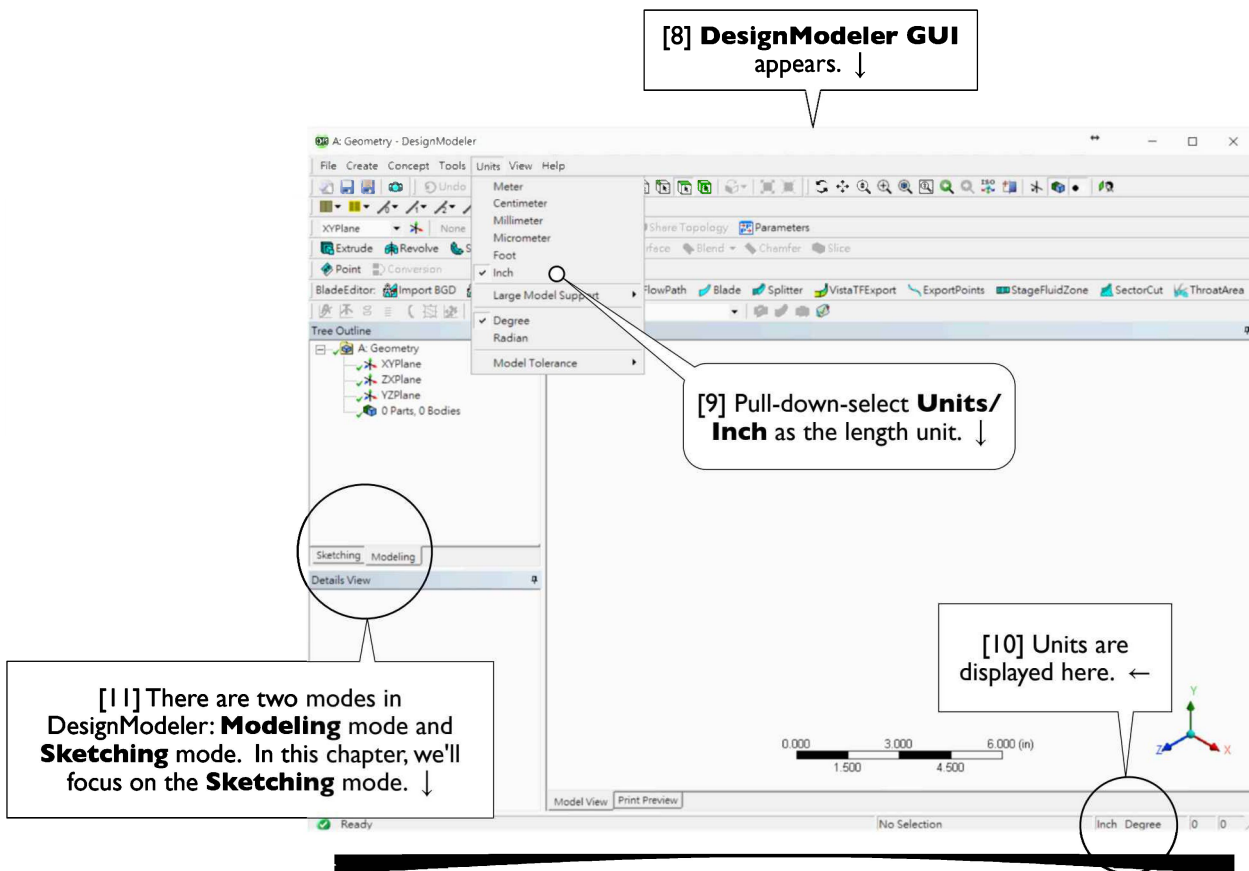 [8] DesignModeler GUI
appears. ↓
A: Geometry - DesignModeler
File Create Concept Tools Units View Help
Undo
Meter
Centimeter
Millimeter
Micrometer
Foot
Inch
Large Model Support
Degree
Radian
Model Tolerance
XYPlane None Share Topology Parameters
Extrude Revolve Blend Chamfer Slice
Point Conversion
BladeEditor: Import BGD FlowPath Blade Splitter VistaTFExport ExportPoints StageFluidZone SectorCut ThroatArea
Tree Outline
A: Geometry
XYPlane
ZXPlane
YZPlane
0 Parts, 0 Bodies
[9] Pull-down-select Units/
Inch as the length unit. ↓
Sketching Modeling
Details View
[10] Units are
displayed here. ←
[11] There are two modes in
DesignModeler: Modeling mode and
Sketching mode. In this chapter, we'll
focus on the Sketching mode. ↓
Y
Z X
0.000 3.000 6.000 (in)
1.500 4.500
Model View Print Preview
Ready No Selection Inch Degree 0 0